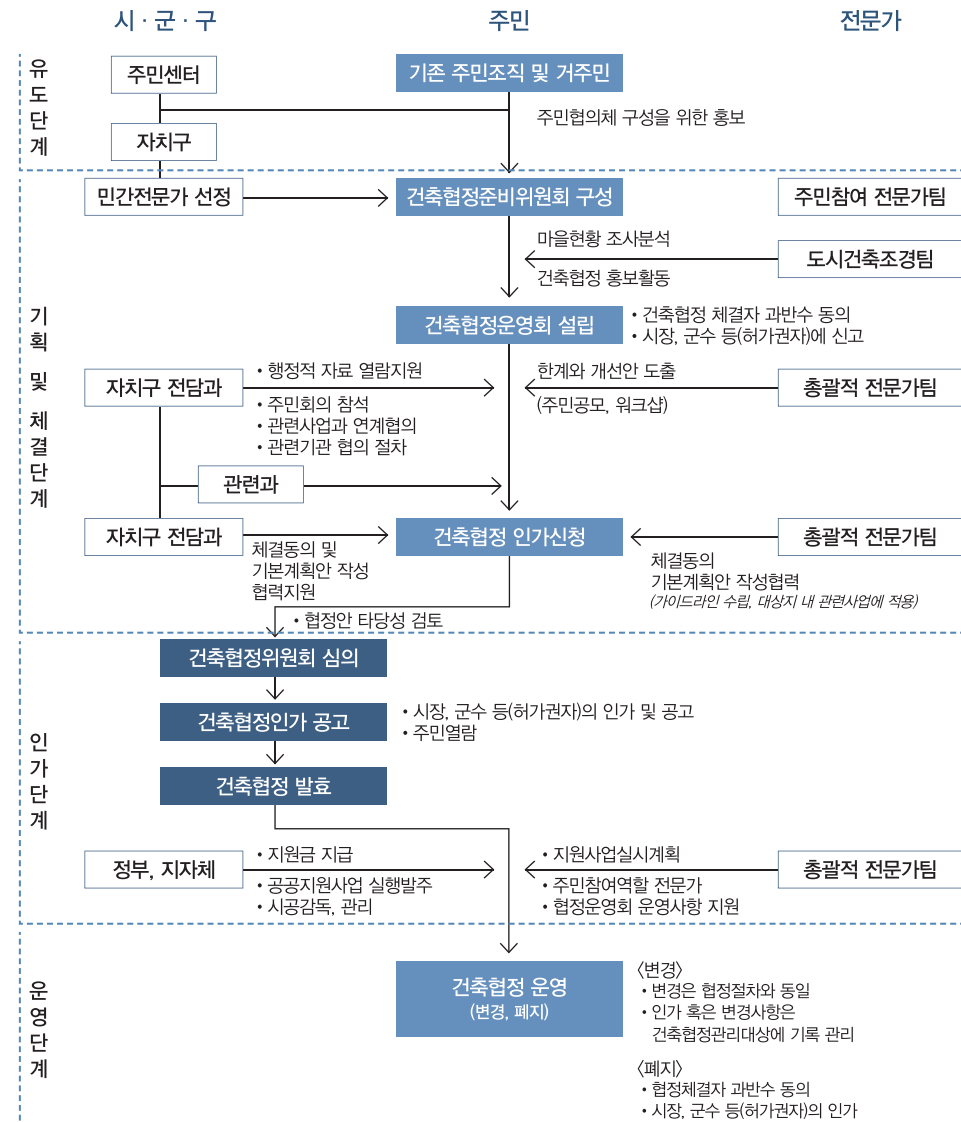 시·군·구
주민
전문가
유도단계
주민센터
기존 주민조직 및 거주민
주민협의체 구성을 위한 홍보
자치구
기획 및 체결단계
민간전문가 선정
건축협정준비위원회 구성
주민참여 전문가팀
마을현황 조사분석
도시건축조경팀
건축협정 홍보활동
건축협정운영회 설립
• 건축협정 체결자 과반수 동의
• 시장, 군수 등(허가권자)에 신고
자치구 전담과
• 행정적 자료 열람지원
• 주민회의 참석
• 관련사업과 연계협의
• 관련기관 협의 절차
한계와 개선안 도출
(주민공모, 워크샵)
총괄적 전문가팀
관련과
자치구 전담과
체결동의 및
기본계획안 작성
협력지원
건축협정 인가신청
총괄적 전문가팀
체결동의
기본계획안 작성협력
(가이드라인 수립, 대상지 내 관련사업에 적용)
• 협정안 타당성 검토
인가단계
건축협정위원회 심의
건축협정인가 공고
• 시장, 군수 등(허가권자)의 인가 및 공고
• 주민열람
건축협정 발효
정부, 지자체
• 지원금 지급
• 공공지원사업 실행발주
• 시공감독, 관리
• 지원사업실시계획
• 주민참여역할 전문가
• 협정운영회 운영사항 지원
총괄적 전문가팀
운영단계
건축협정 운영
(변경, 폐지)
〈변경〉
• 변경은 협정절차와 동일
• 인가 혹은 변경사항은
건축협정관리대상에 기록 관리
〈폐지〉
• 협정체결자 과반수 동의
• 시장, 군수 등(허가권자)의 인가